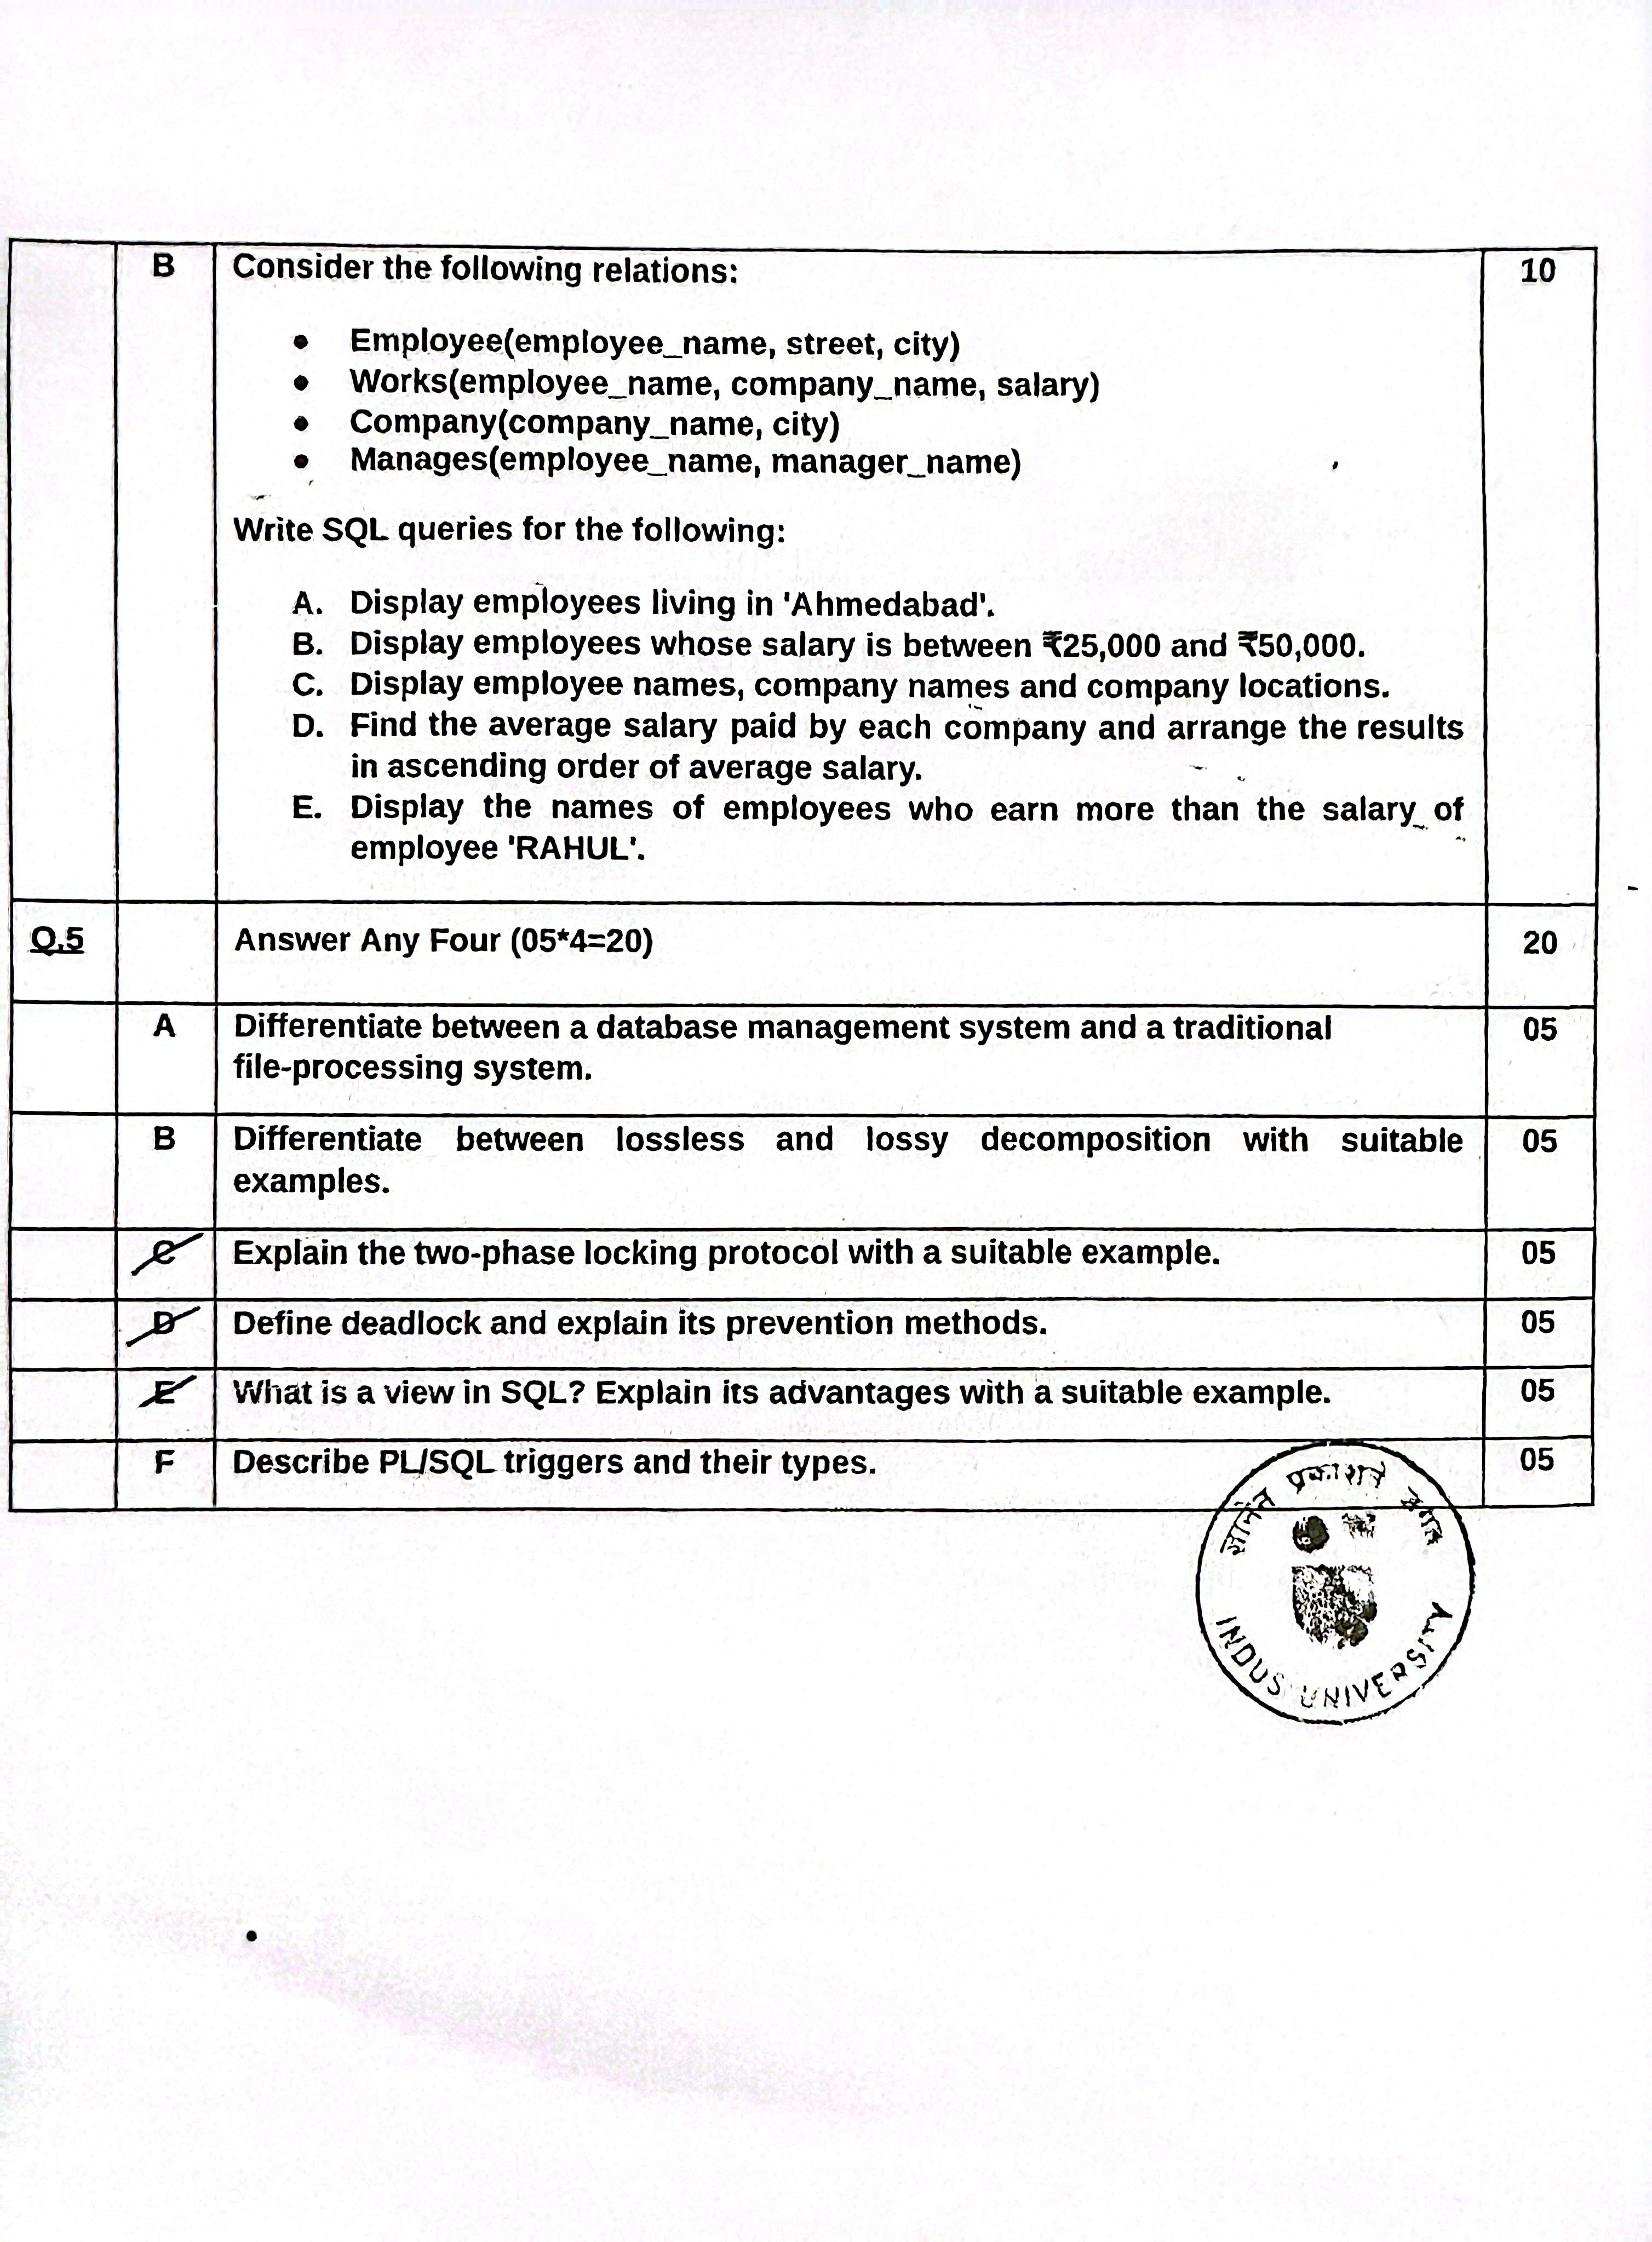 B Consider the following relations: 10
• Employee(employee_name, street, city)
• Works(employee_name, company_name, salary)
• Company(company_name, city)
• Manages(employee_name, manager_name)
Write SQL queries for the following:
A. Display employees living in 'Ahmedabad'.
B. Display employees whose salary is between ₹25,000 and ₹50,000.
C. Display employee names, company names and company locations.
D. Find the average salary paid by each company and arrange the results
in ascending order of average salary.
E. Display the names of employees who earn more than the salary of
employee 'RAHUL'.
Q.5 Answer Any Four (05*4=20) 20
A Differentiate between a database management system and a traditional 05
file-processing system.
B Differentiate between lossless and lossy decomposition with suitable 05
examples.
C Explain the two-phase locking protocol with a suitable example. 05
D Define deadlock and explain its prevention methods. 05
E What is a view in SQL? Explain its advantages with a suitable example. 05
F Describe PL/SQL triggers and their types. 05
प्रकाशते
INDUS UNIVERSITY